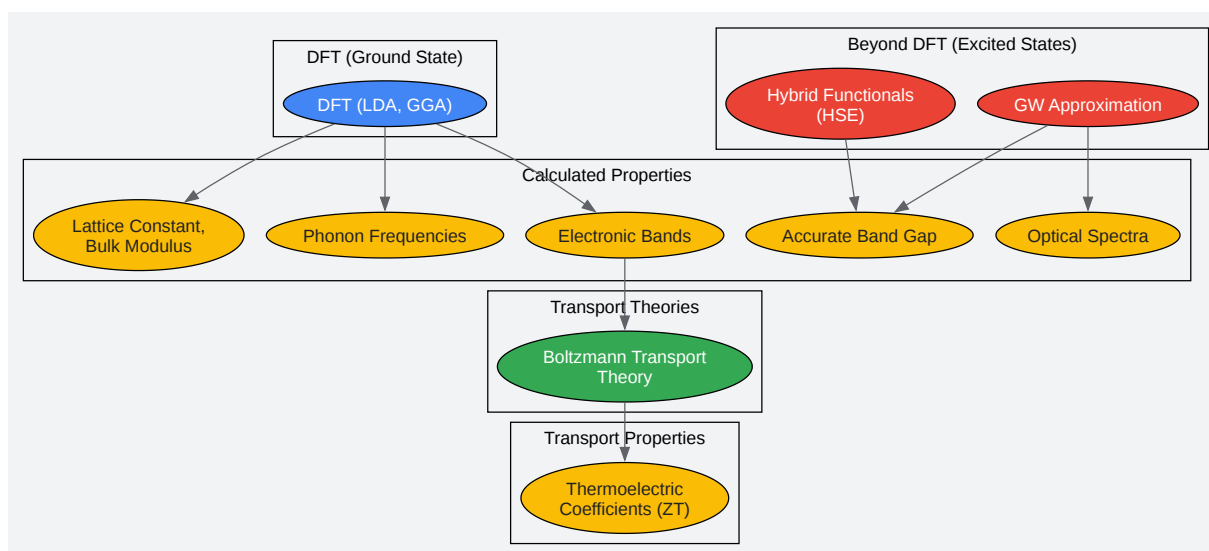 DFT (Ground State)
DFT (LDA, GGA)
Beyond DFT (Excited States)
Hybrid Functionals
(HSE)
GW Approximation
Calculated Properties
Lattice Constant,
Bulk Modulus
Phonon Frequencies
Electronic Bands
Accurate Band Gap
Optical Spectra
Transport Theories
Boltzmann Transport
Theory
Transport Properties
Thermoelectric
Coefficients (ZT)